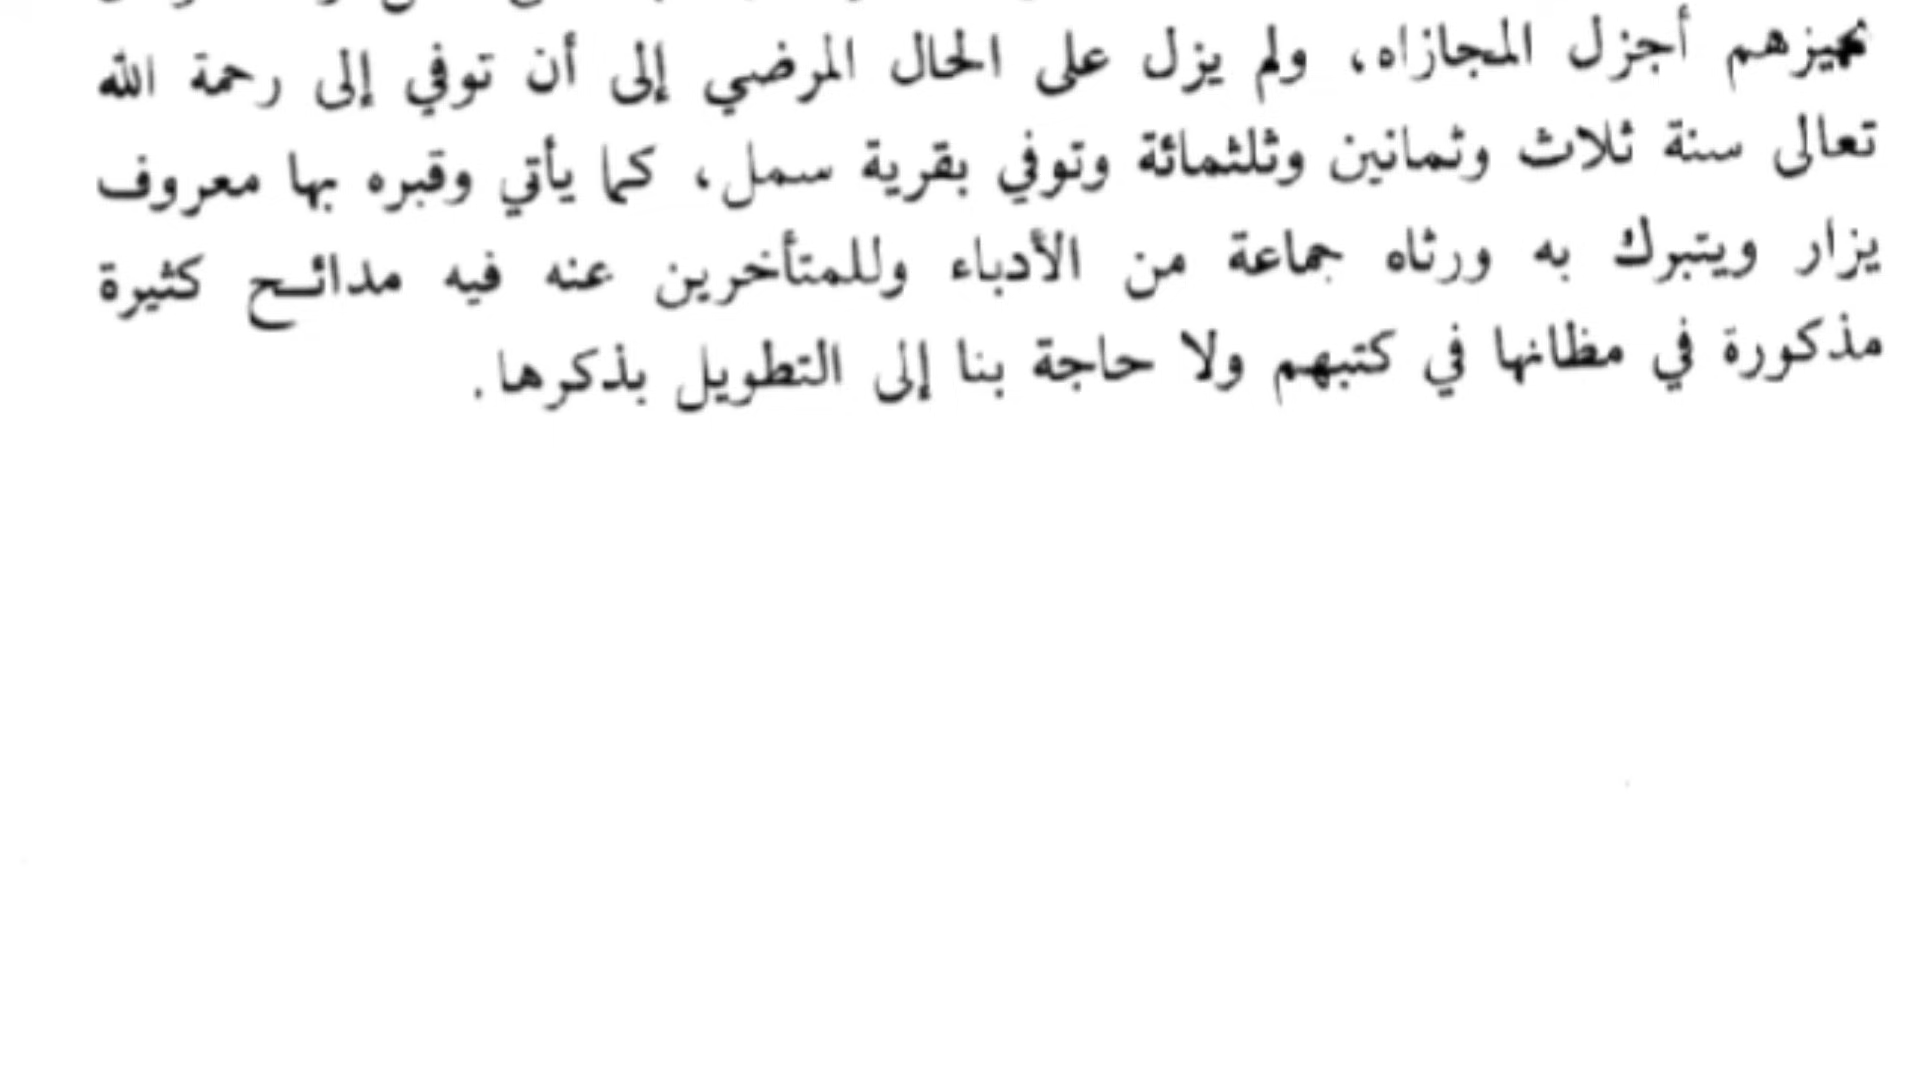 أجزل المجازاه، ولم يزل على الحال المرضي إلى أن توفي إلى رحمة الله
تعالى سنة ثلاث وثمانين وثلثمائة وتوفي بقرية سمل، كما يأتي وقبره بها معروف
يزار ويتبرك به ورثاه جماعة من الأدباء وللمتأخرين عنه فيه مدائح كثيرة
مذكورة في مظانها في كتبهم ولا حاجة بنا إلى التطويل بذكرها.